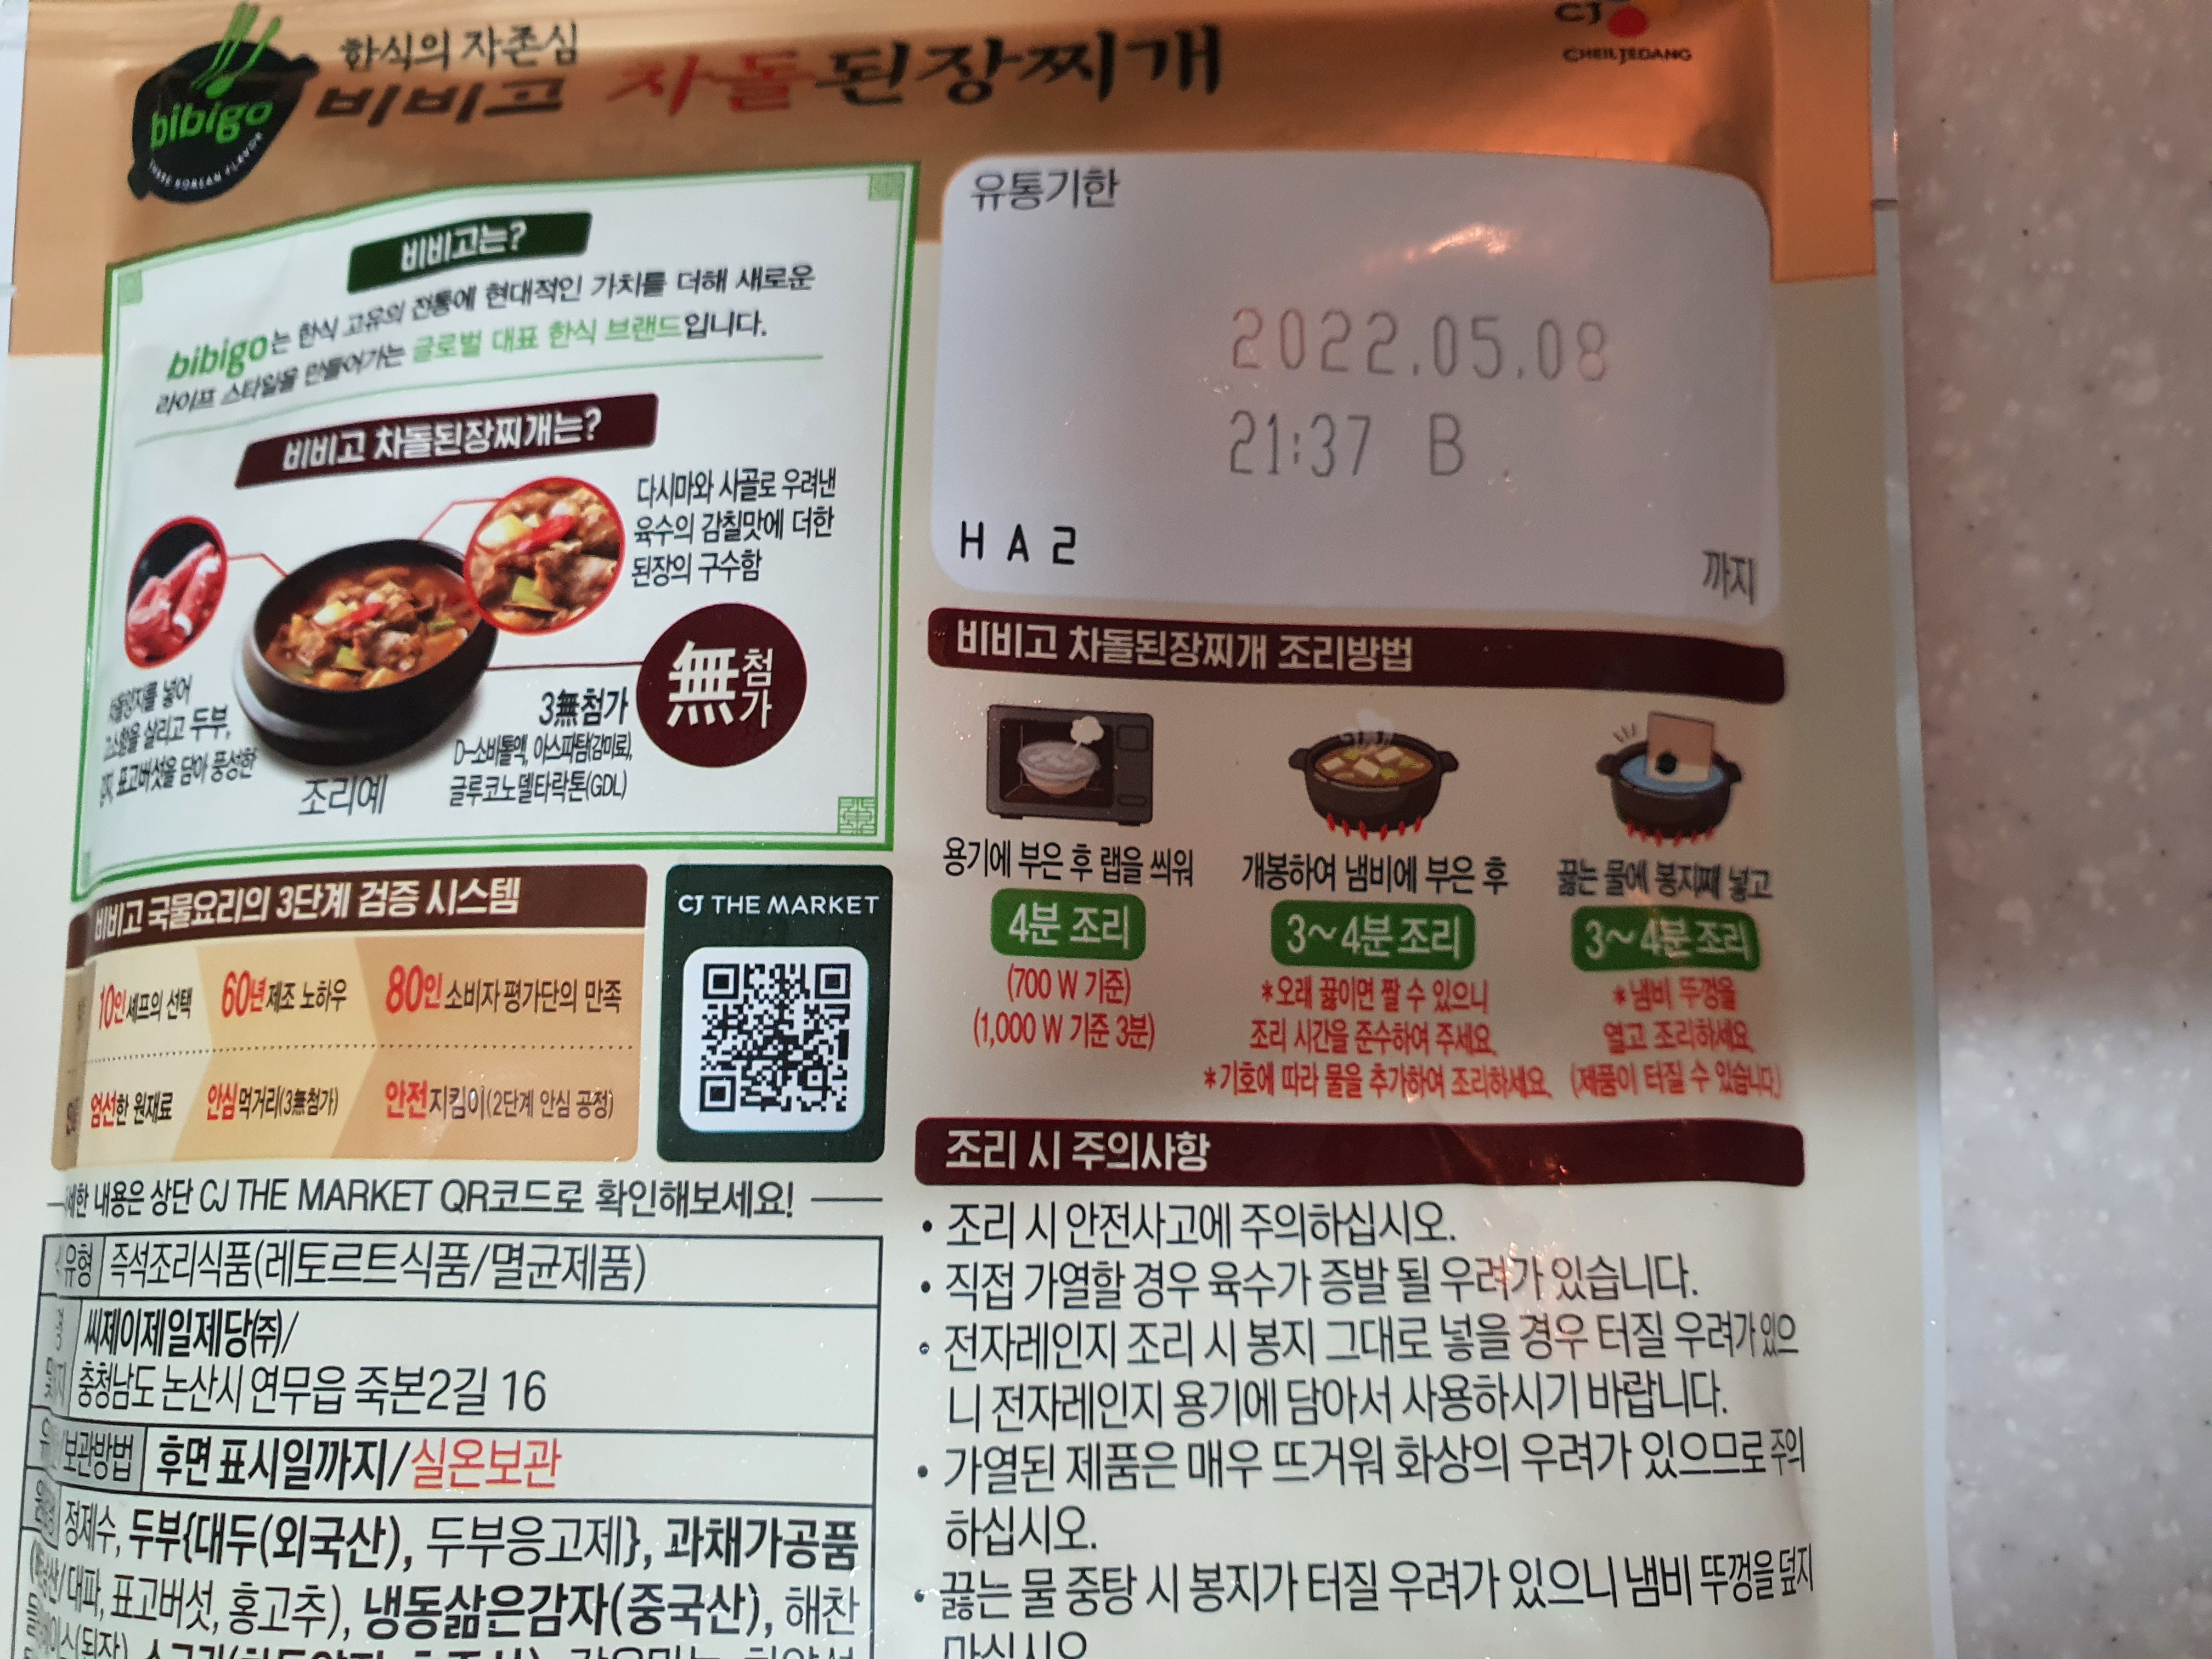 bibigo
한식의 자존심
비비고 차돌된장찌개
CJ
CHEILJEDANG
비비고는?
bibigo는 한식 고유의 전통에 현대적인 가치를 더해 새로운
라이프 스타일을 만들어가는 글로벌 대표 한식 브랜드입니다.
비비고 차돌된장찌개는?
다시마와 사골로 우려낸
육수의 감칠맛에 더한
된장의 구수함
넣어
살리고 두부,
표고버섯을 담아 풍성한
조리예
3無첨가
D-소비톨액, 아스파탐(감미료),
글루코노델타락톤(GDL)
無첨가
유통기한
2022.05.08
21:37 B
HA2
까지
비비고 차돌된장찌개 조리방법
용기에 부은 후 랩을 씌워
4분 조리
(700 W 기준)
(1,000 W 기준 3분)
개봉하여 냄비에 부은 후
3~4분 조리
*오래 끓이면 짤 수 있으니
조리 시간을 준수하여 주세요
*기호에 따라 물을 추가하여 조리하세요
끓는 물에 봉지째 넣고
3~4분 조리
*냄비 뚜껑을
열고 조리하세요
(제품이 터질 수 있습니다)
비비고 국물요리의 3단계 검증 시스템
10인 셰프의 선택
60년 제조 노하우
80인 소비자 평가단의 만족
엄선한 원재료
안심 먹거리(3無첨가)
안전지킴이(2단계 안심 공정)
CJ THE MARKET
내용은 상단 CJ THE MARKET QR코드로 확인해보세요!
유형 즉석조리식품(레토르트식품/멸균제품)
씨제이제일제당㈜/
충청남도 논산시 연무읍 죽본2길 16
보관방법 후면 표시일까지/실온보관
정제수, 두부{대두(외국산), 두부응고제}, 과채가공품
대파, 표고버섯, 홍고추), 냉동삶은감자(중국산), 해찬
조리 시 주의사항
• 조리 시 안전사고에 주의하십시오.
• 직접 가열할 경우 육수가 증발 될 우려가 있습니다.
• 전자레인지 조리 시 봉지 그대로 넣을 경우 터질 우려가 있으
니 전자레인지 용기에 담아서 사용하시기 바랍니다.
• 가열된 제품은 매우 뜨거워 화상의 우려가 있으므로 주의
하십시오.
• 끓는 물 중탕 시 봉지가 터질 우려가 있으니 냄비 뚜껑을 덮지
마십시오